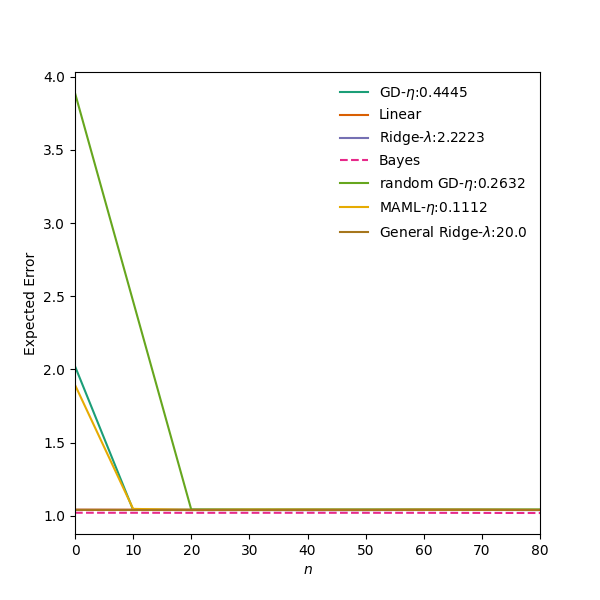 4.0
3.5
3.0
2.5
2.0
1.5
1.0
Expected Error
0 10 20 30 40 50 60 70 80
n
GD-η:0.4445
Linear
Ridge-λ:2.2223
Bayes
random GD-η:0.2632
MAML-η:0.1112
General Ridge-λ:20.0